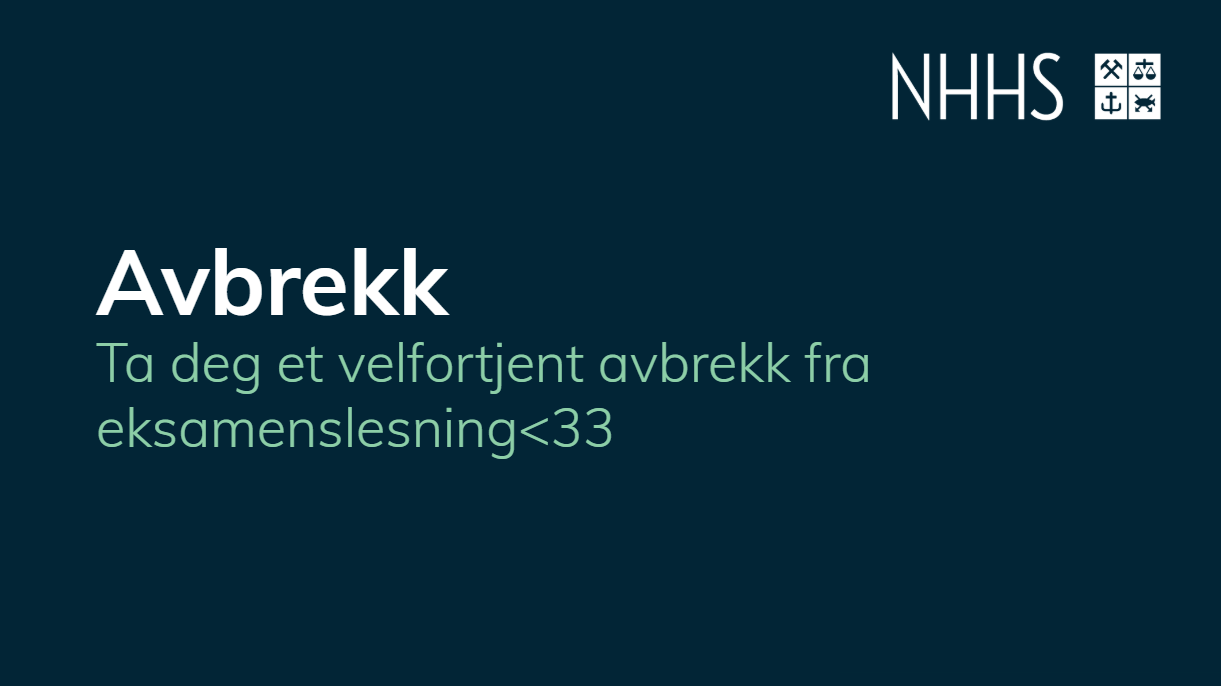 NHHS
Avbrekk
Ta deg et velfortjent avbrekk fra
eksamenslesning<33